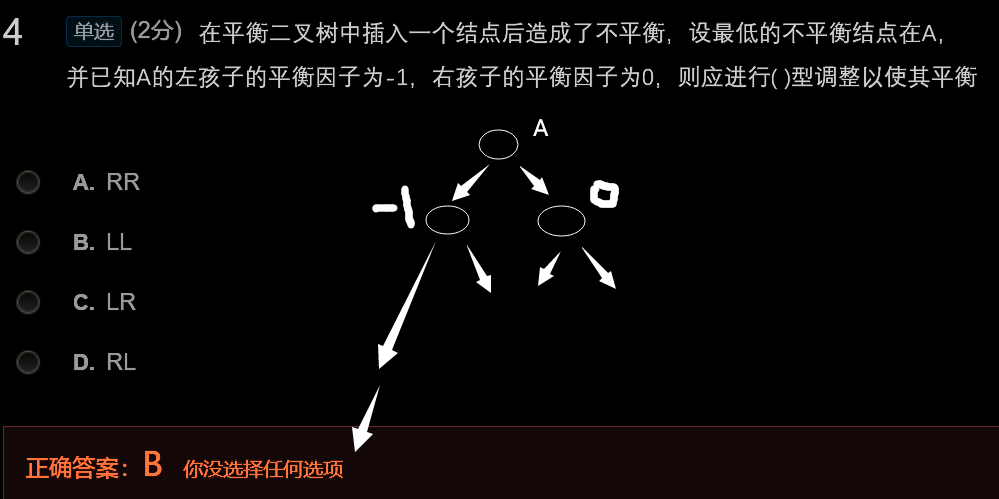 4 单选 (2分) 在平衡二叉树中插入一个结点后造成了不平衡，设最低的不平衡结点在A，
并已知A的左孩子的平衡因子为-1，右孩子的平衡因子为0，则应进行( )型调整以使其平衡
A
A. RR
-1
0
B. LL
C. LR
D. RL
正确答案：B 你没选择任何选项